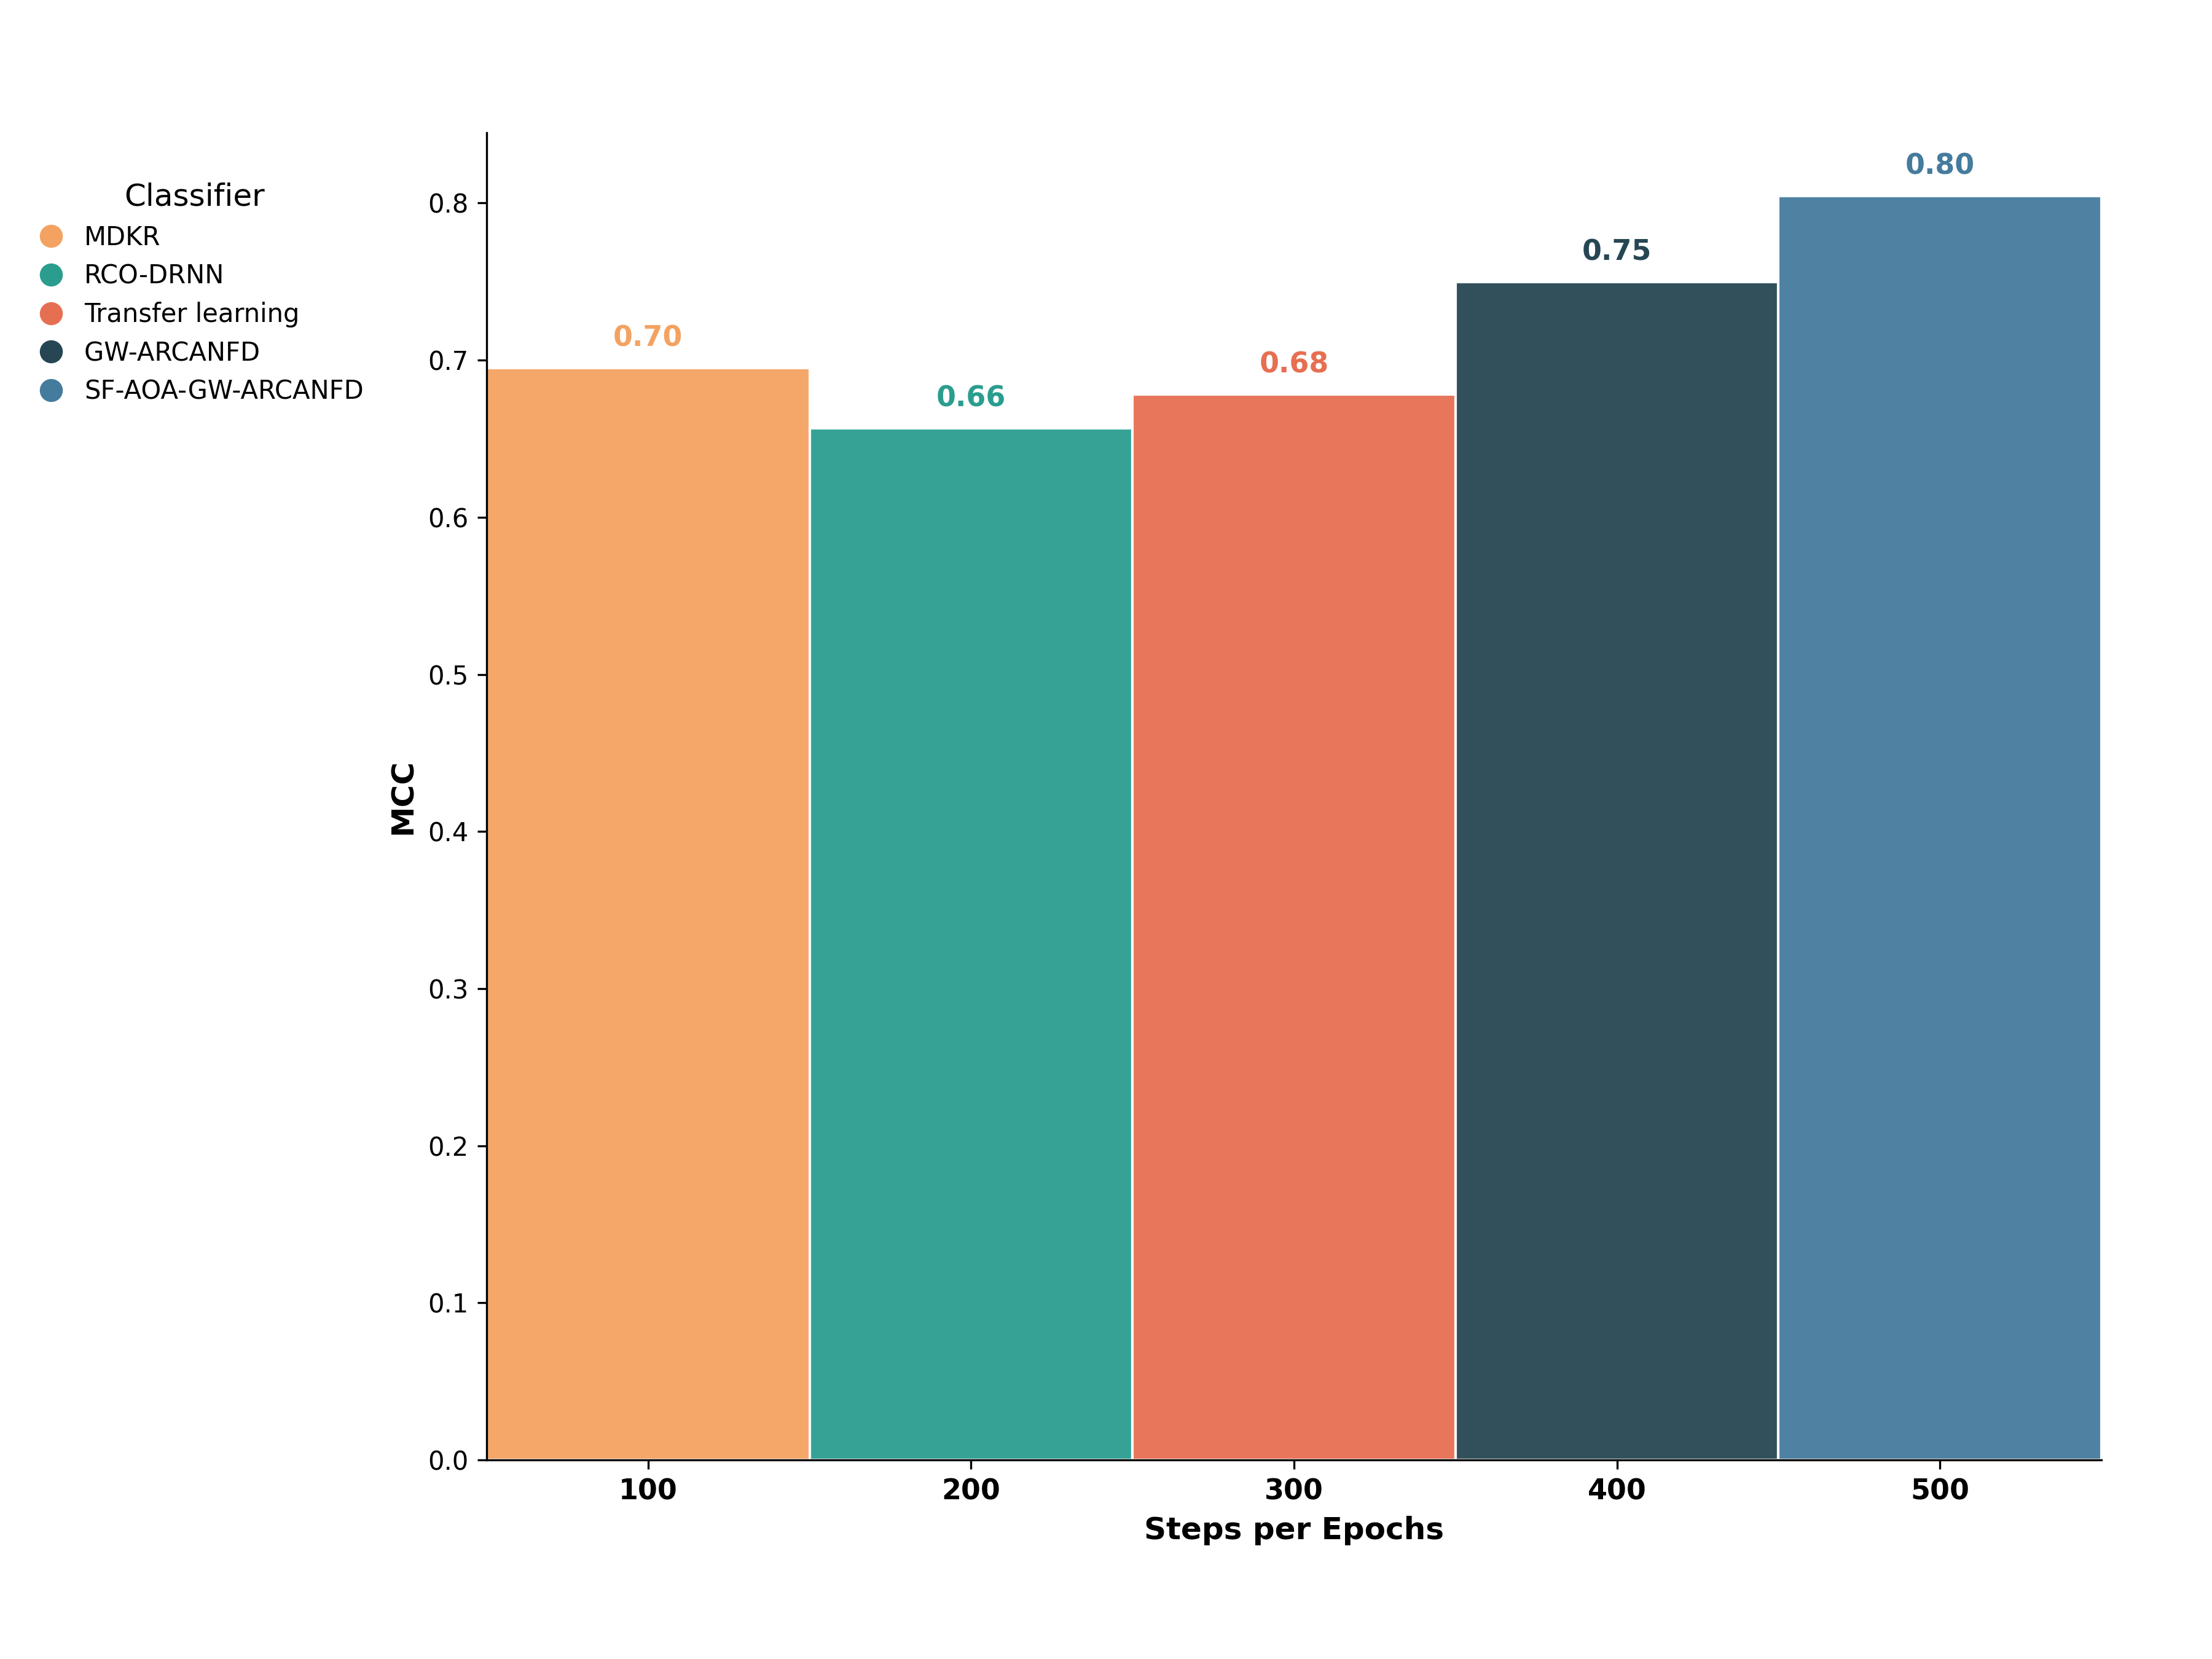 Classifier
MDKR
RCO-DRNN
Transfer learning
GW-ARCANFD
SF-AOA-GW-ARCANFD
MCC
0.8
0.7
0.6
0.5
0.4
0.3
0.2
0.1
0.0
0.70
0.66
0.68
0.75
0.80
100 200 300 400 500
Steps per Epochs